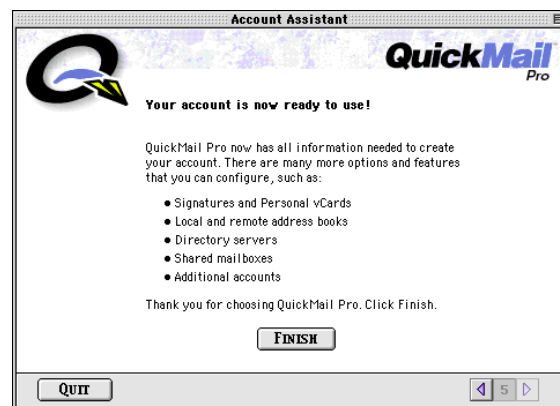 Account Assistant
QuickMail
Pro
Your account is now ready to use!
QuickMail Pro now has all information needed to create
your account. There are many more options and features
that you can configure, such as:
● Signatures and Personal vCards
● Local and remote address books
● Directory servers
● Shared mailboxes
● Additional accounts
Thank you for choosing QuickMail Pro. Click Finish.
FINISH
QUIT
5